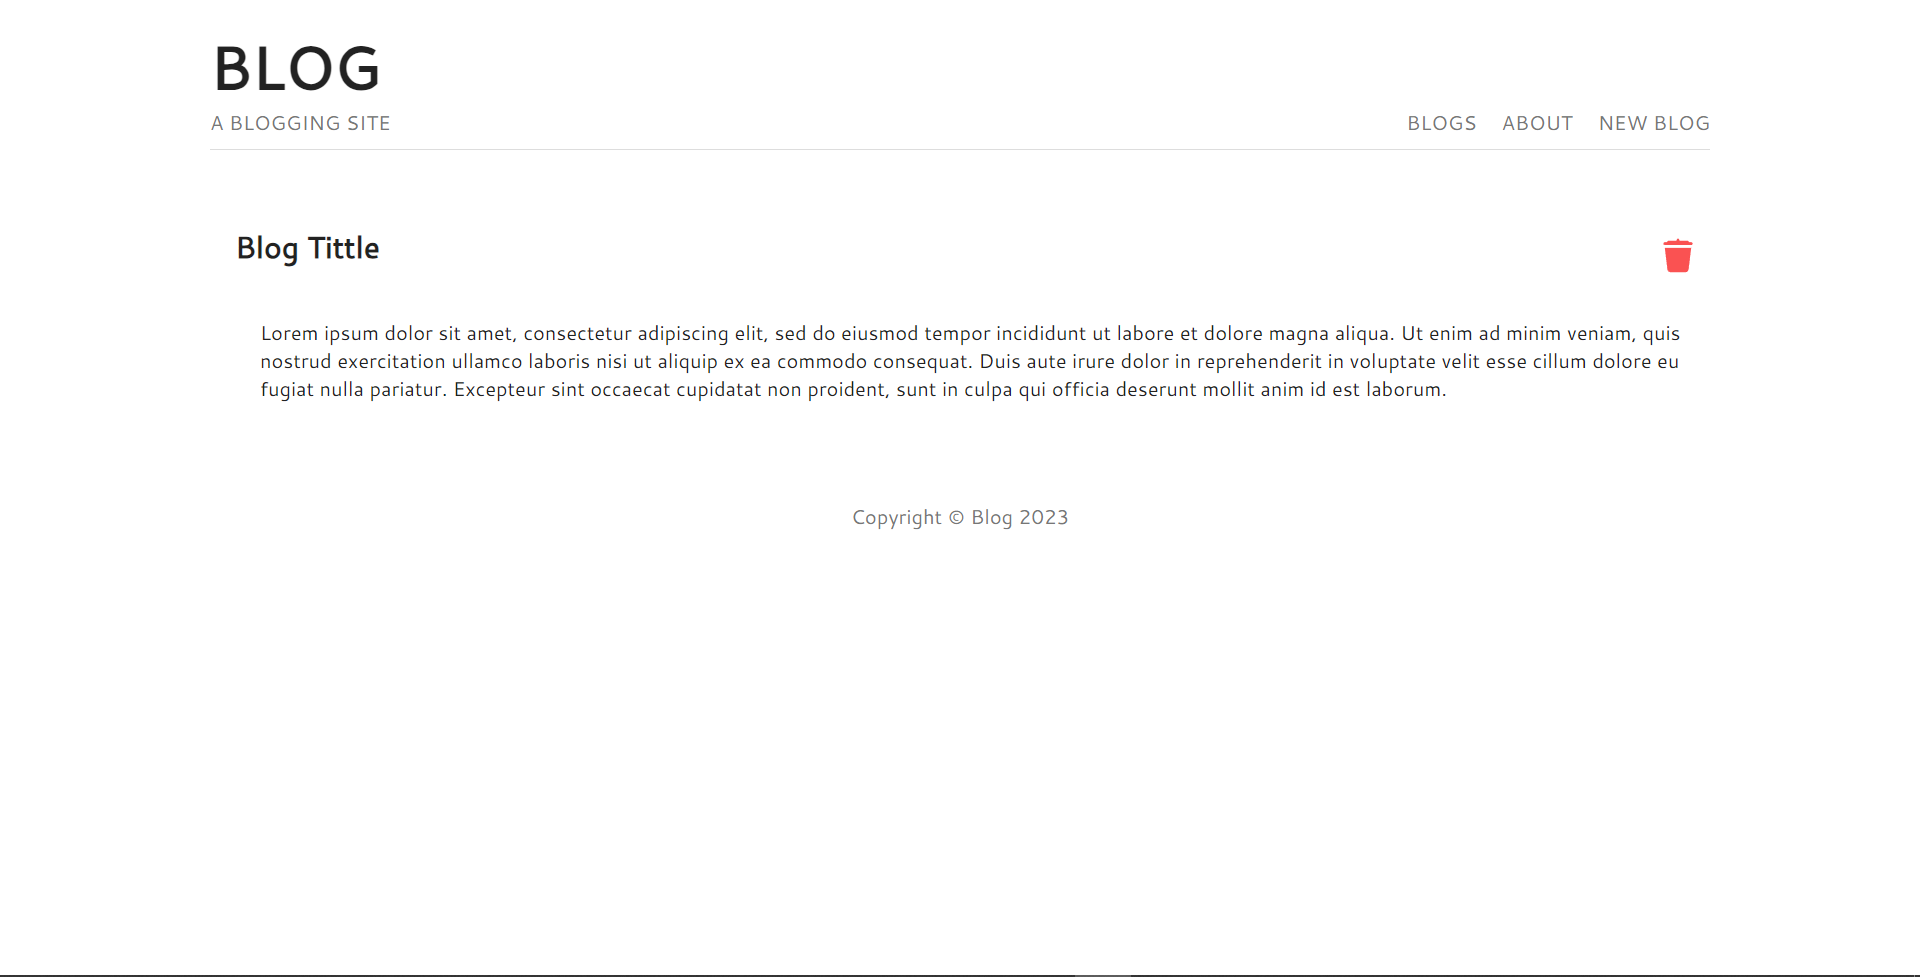 BLOG
A BLOGGING SITE
BLOGS ABOUT NEW BLOG
Blog Tittle
Lorem ipsum dolor sit amet, consectetur adipiscing elit, sed do eiusmod tempor incididunt ut labore et dolore magna aliqua. Ut enim ad minim veniam, quis
nostrud exercitation ullamco laboris nisi ut aliquip ex ea commodo consequat. Duis aute irure dolor in reprehenderit in voluptate velit esse cillum dolore eu
fugiat nulla pariatur. Excepteur sint occaecat cupidatat non proident, sunt in culpa qui officia deserunt mollit anim id est laborum.
Copyright © Blog 2023